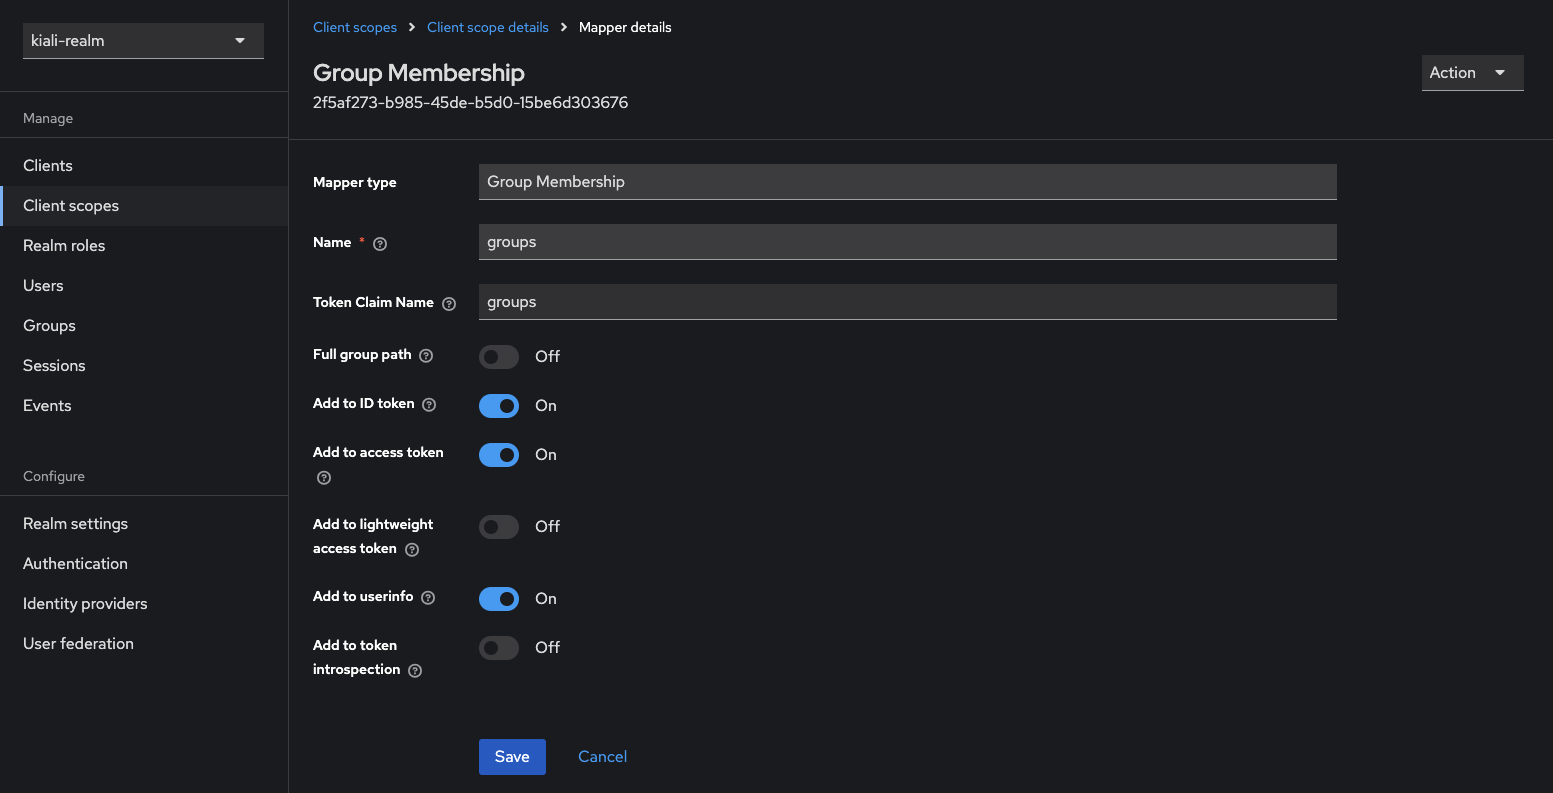 kiali-realm
Manage
Clients
Client scopes
Realm roles
Users
Groups
Sessions
Events
Configure
Realm settings
Authentication
Identity providers
User federation
Client scopes > Client scope details > Mapper details
Group Membership
2f5af273-b985-45de-b5d0-15be6d303676
Action
Mapper type Group Membership
Name * groups
Token Claim Name groups
Full group path Off
Add to ID token On
Add to access token On
Add to lightweight
access token Off
Add to userinfo On
Add to token
introspection Off
Save Cancel